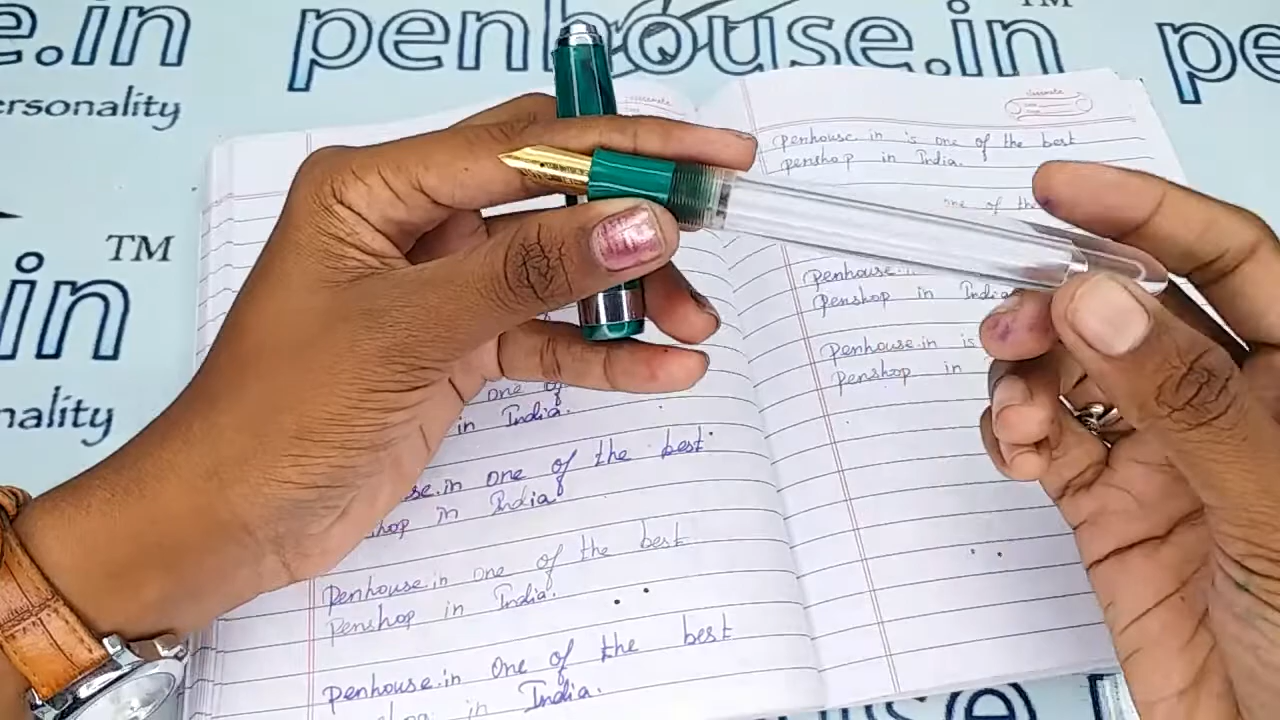 e.in penhouse.in TM pe
ersonality
TM
in
nality
classmate
penhouse.in is one of the best
penshop in India.
one of the
Penhouse.
Penshop in India
Penhouse.in is
Penshop in
one of
in India.
se.in one of the best
hop in India
Penhouse.in one of the best
Penshop in India.
Penhouse.in one of the best
in India.